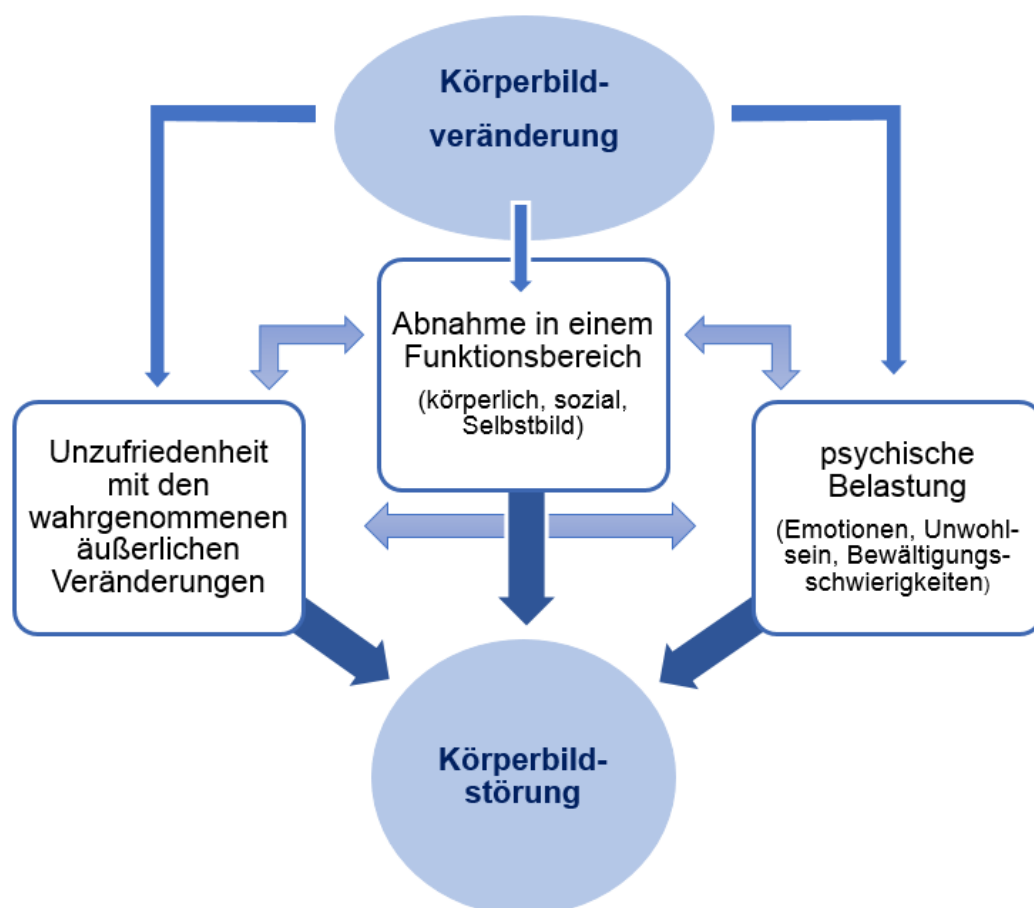 Körperbild-
veränderung
Abnahme in einem
Funktionsbereich
(körperlich, sozial,
Selbstbild)
Unzufriedenheit
mit den
wahrgenommenen
äußerlichen
Veränderungen
psychische
Belastung
(Emotionen, Unwohl-
sein, Bewältigungs-
schwierigkeiten)
Körperbild-
störung